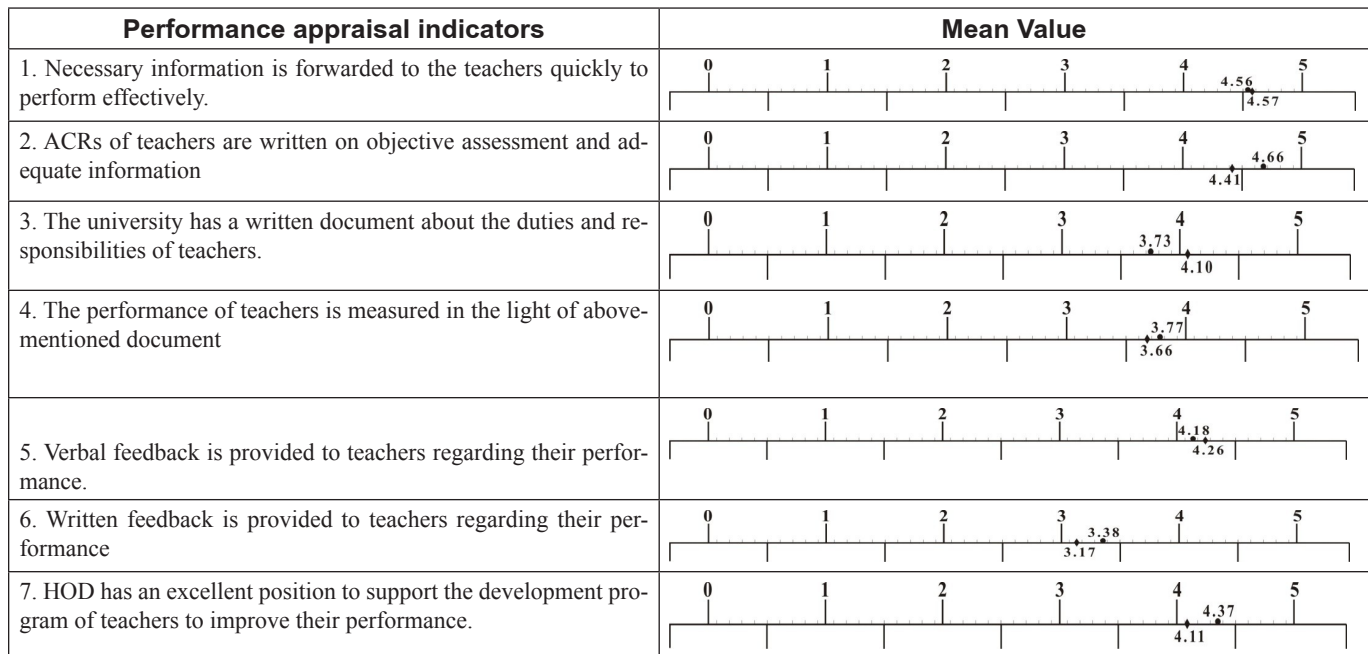 Performance appraisal indicators
Mean Value
1. Necessary information is forwarded to the teachers quickly to
perform effectively.
0 1 2 3 4 5
4.56
4.57
2. ACRs of teachers are written on objective assessment and ad-
equate information
0 1 2 3 4 5
4.66
4.41
3. The university has a written document about the duties and re-
sponsibilities of teachers.
0 1 2 3 4 5
3.73
4.10
4. The performance of teachers is measured in the light of above-
mentioned document
0 1 2 3 4 5
3.77
3.66
5. Verbal feedback is provided to teachers regarding their perfor-
mance.
0 1 2 3 4 5
4.18
4.26
6. Written feedback is provided to teachers regarding their per-
formance
0 1 2 3 4 5
3.38
3.17
7. HOD has an excellent position to support the development pro-
gram of teachers to improve their performance.
0 1 2 3 4 5
4.37
4.11